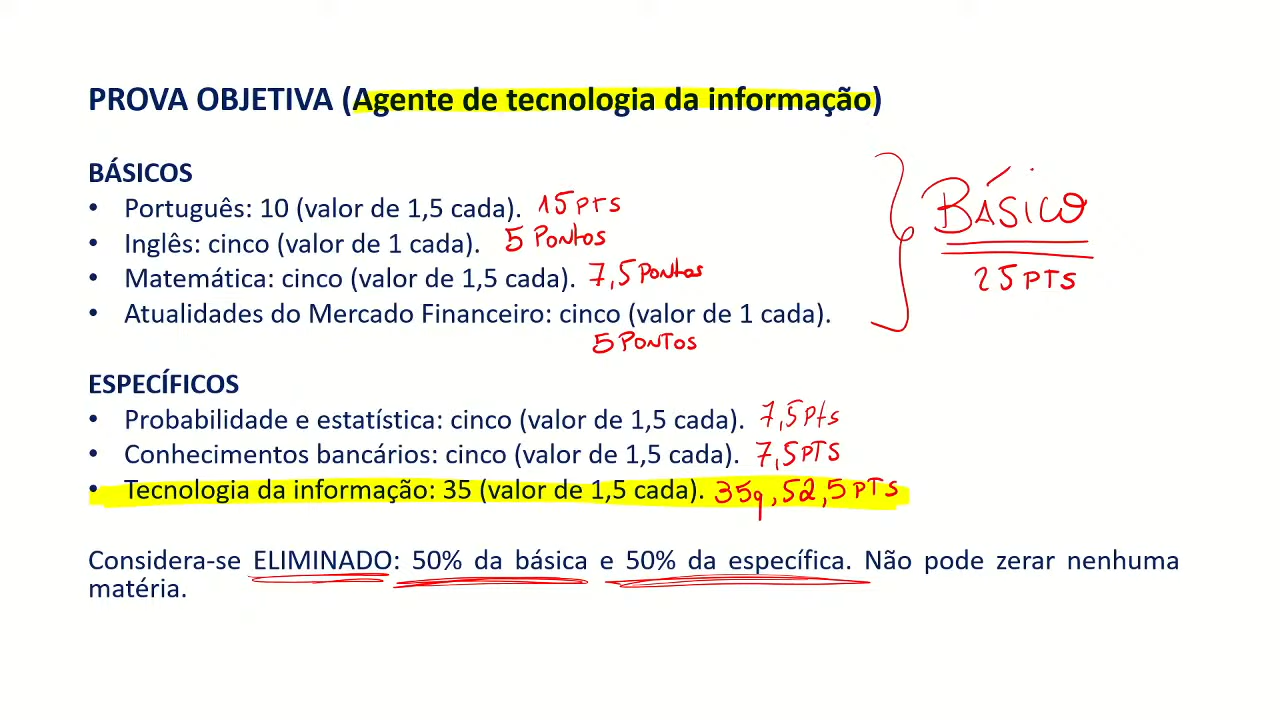 PROVA OBJETIVA (Agente de tecnologia da informação)
BÁSICOS
• Português: 10 (valor de 1,5 cada). 15 PTS
• Inglês: cinco (valor de 1 cada). 5 PONTOS
• Matemática: cinco (valor de 1,5 cada). 7,5 PONTOS
• Atualidades do Mercado Financeiro: cinco (valor de 1 cada).
5 PONTOS
BÁSICO
25 PTS
ESPECÍFICOS
• Probabilidade e estatística: cinco (valor de 1,5 cada). 7,5 Pts
• Conhecimentos bancários: cinco (valor de 1,5 cada). 7,5 PTS
• Tecnologia da informação: 35 (valor de 1,5 cada). 35q, 52,5 PTS
Considera-se ELIMINADO: 50% da básica e 50% da específica. Não pode zerar nenhuma
matéria.